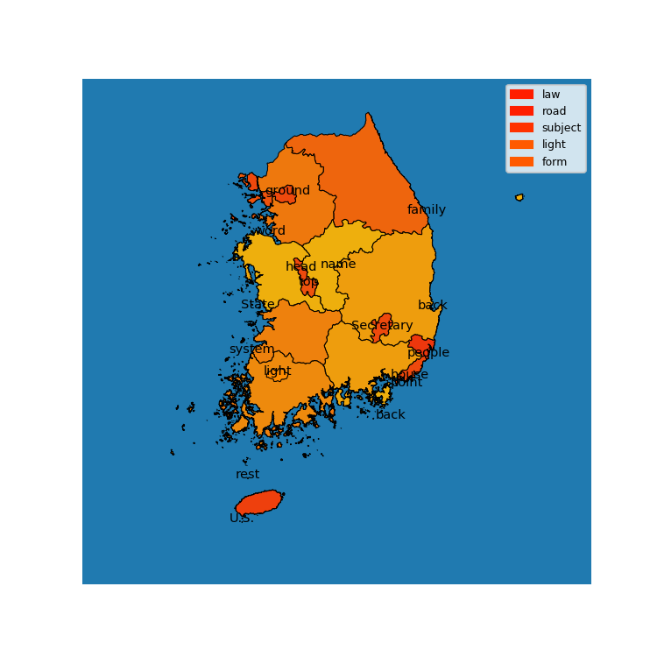 law
road
subject
light
form
ground
family
word
head
name
top
State
back
Secretary
system
people
light
house
point
back
rest
U.S.